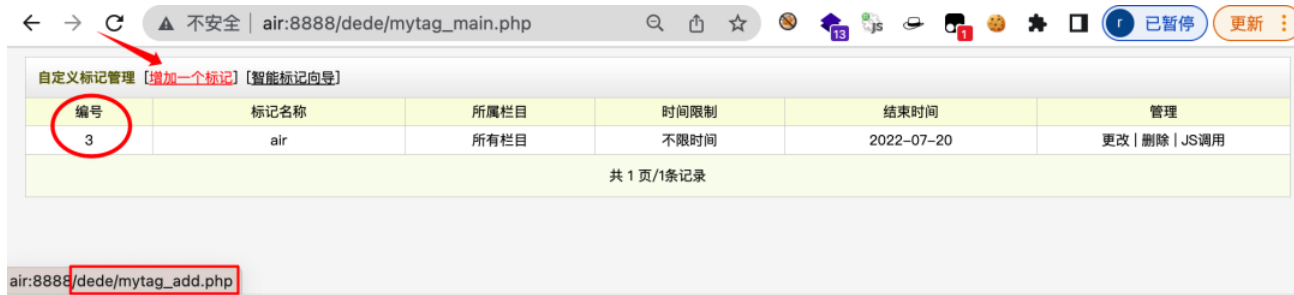 不安全 air:8888/dede/mytag_main.php
13
js
1
r 已暂停
更新
自定义标记管理 [增加一个标记] [智能标记向导]
编号 标记名称 所属栏目 时间限制 结束时间 管理
3 air 所有栏目 不限时间 2022-07-20 更改 | 删除 | JS调用
共 1 页/1条记录
air:8888/dede/mytag_add.php